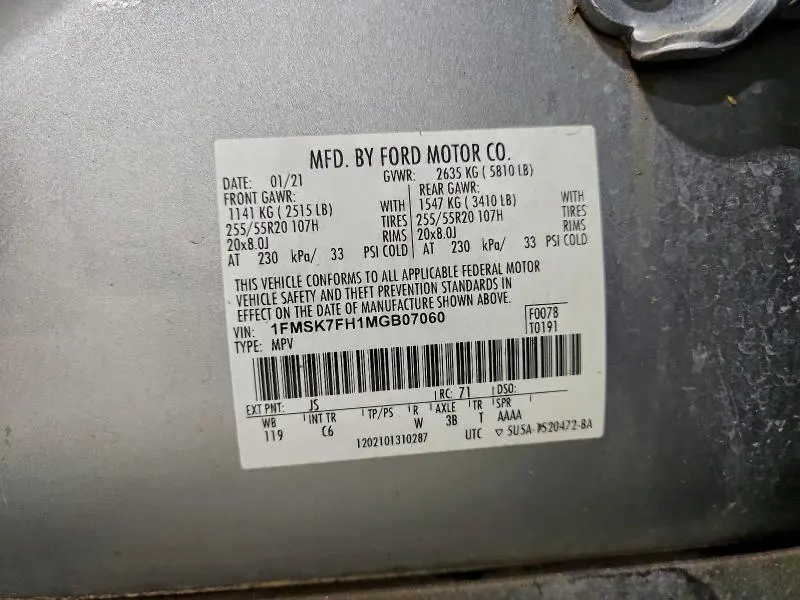 MFD. BY FORD MOTOR CO.
DATE: 01/21 GVWR: 2635 KG ( 5810 LB)
FRONT GAWR: REAR GAWR:
1141 KG ( 2515 LB) WITH 1547 KG ( 3410 LB) WITH
255/55R20 107H TIRES 255/55R20 107H TIRES
20x8.0J RIMS 20x8.0J RIMS
AT 230 kPa/ 33 PSI COLD AT 230 kPa/ 33 PSI COLD
THIS VEHICLE CONFORMS TO ALL APPLICABLE FEDERAL MOTOR
VEHICLE SAFETY AND THEFT PREVENTION STANDARDS IN
EFFECT ON THE DATE OF MANUFACTURE SHOWN ABOVE.
VIN: 1FMSK7FH1MGB07060 F0078
TYPE: MPV T0191
EXT PNT: JS RC: 71 DSO:
WB INT TR TP/PS R AXLE TR SPR
119 C6 W 3B T AAAA
1202101310287 UTC ▽ 5U5A-